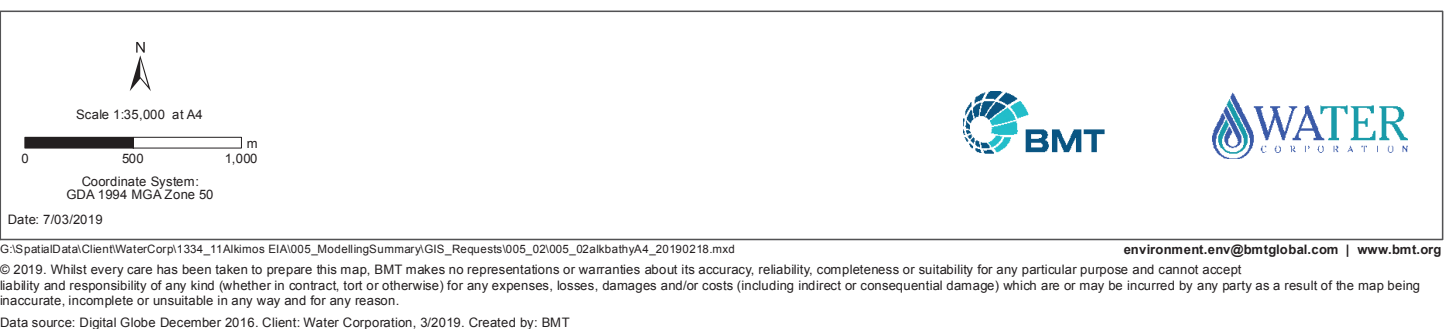 N
Scale 1:35,000 at A4
m
0 500 1,000
Coordinate System:
GDA 1994 MGA Zone 50
Date: 7/03/2019
BMT
WATER
CORPORATION
G:\SpatialData\Client\WaterCorp\1334_11Alkimos EIA\005_ModellingSummary\GIS_Requests\005_02\005_02alkbathyA4_20190218.mxd
environment.env@bmtglobal.com | www.bmt.org
© 2019. Whilst every care has been taken to prepare this map, BMT makes no representations or warranties about its accuracy, reliability, completeness or suitability for any particular purpose and cannot accept
liability and responsibility of any kind (whether in contract, tort or otherwise) for any expenses, losses, damages and/or costs (including indirect or consequential damage) which are or may be incurred by any party as a result of the map being
inaccurate, incomplete or unsuitable in any way and for any reason.
Data source: Digital Globe December 2016. Client: Water Corporation, 3/2019. Created by: BMT